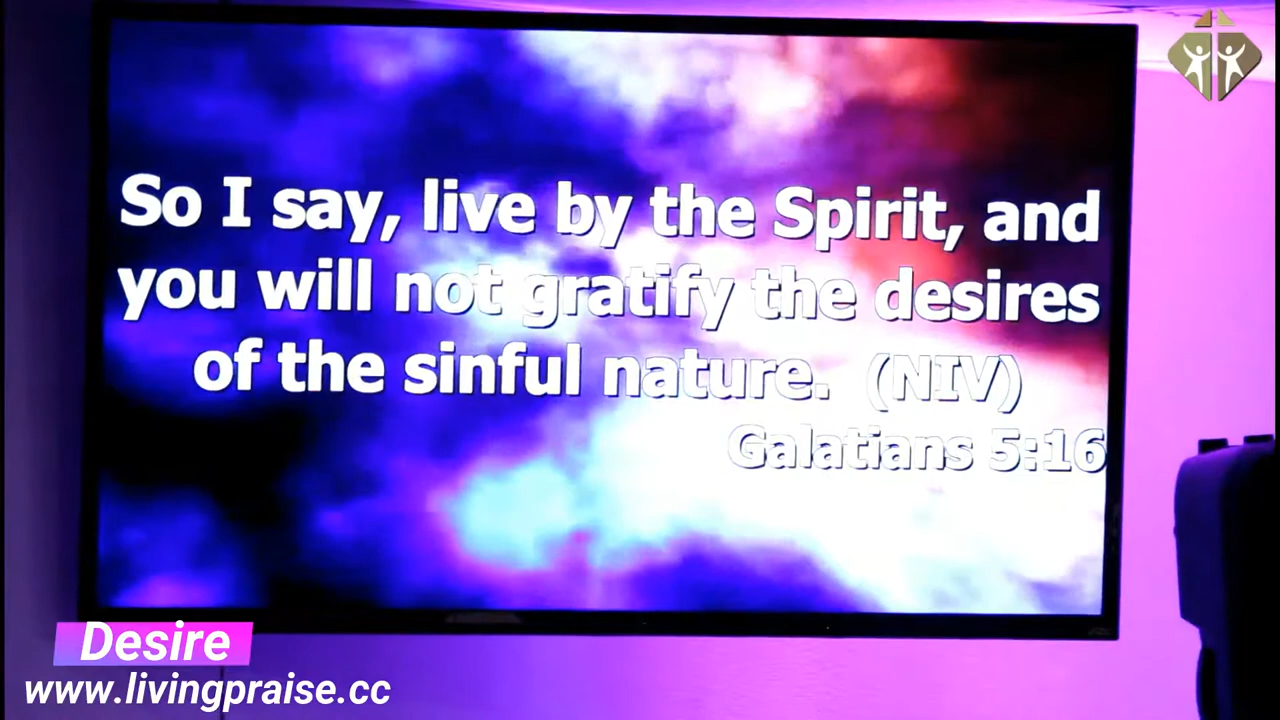 So I say, live by the Spirit, and
you will not gratify the desires
of the sinful nature. (NIV)
Galatians 5:16
Desire
www.livingpraise.cc